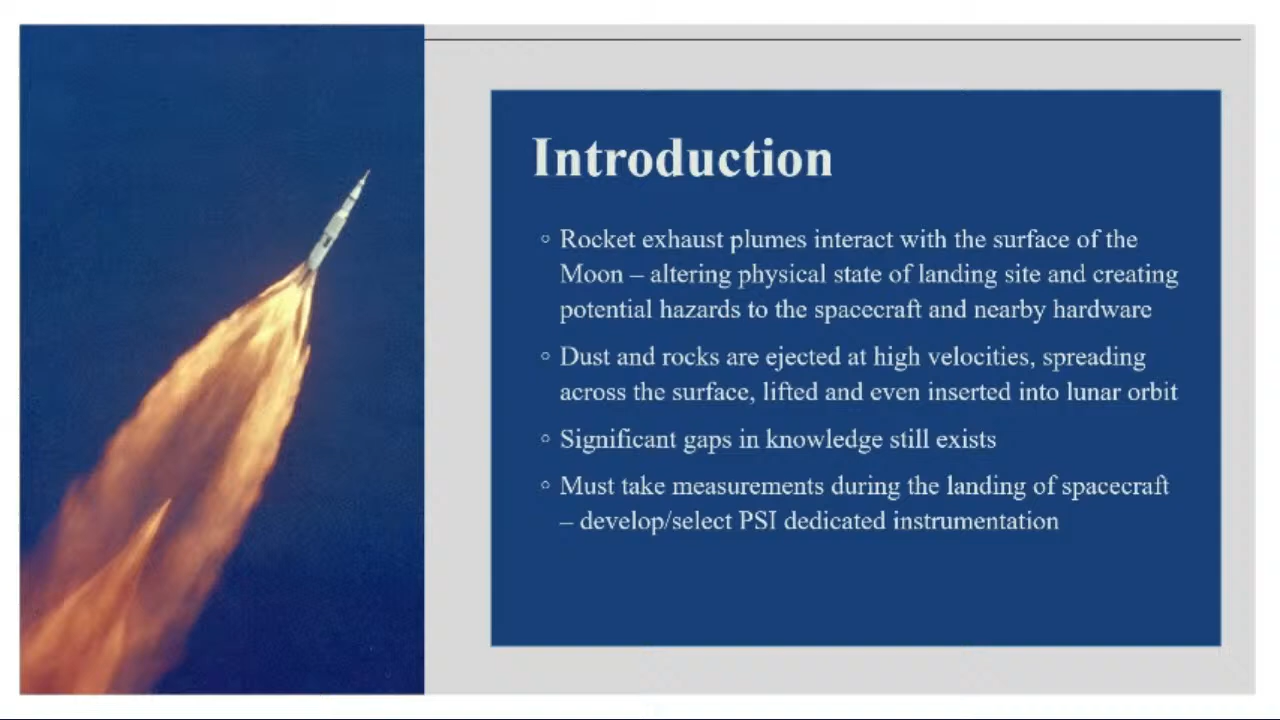 Introduction
◦ Rocket exhaust plumes interact with the surface of the
Moon – altering physical state of landing site and creating
potential hazards to the spacecraft and nearby hardware
◦ Dust and rocks are ejected at high velocities, spreading
across the surface, lifted and even inserted into lunar orbit
◦ Significant gaps in knowledge still exists
◦ Must take measurements during the landing of spacecraft
– develop/select PSI dedicated instrumentation